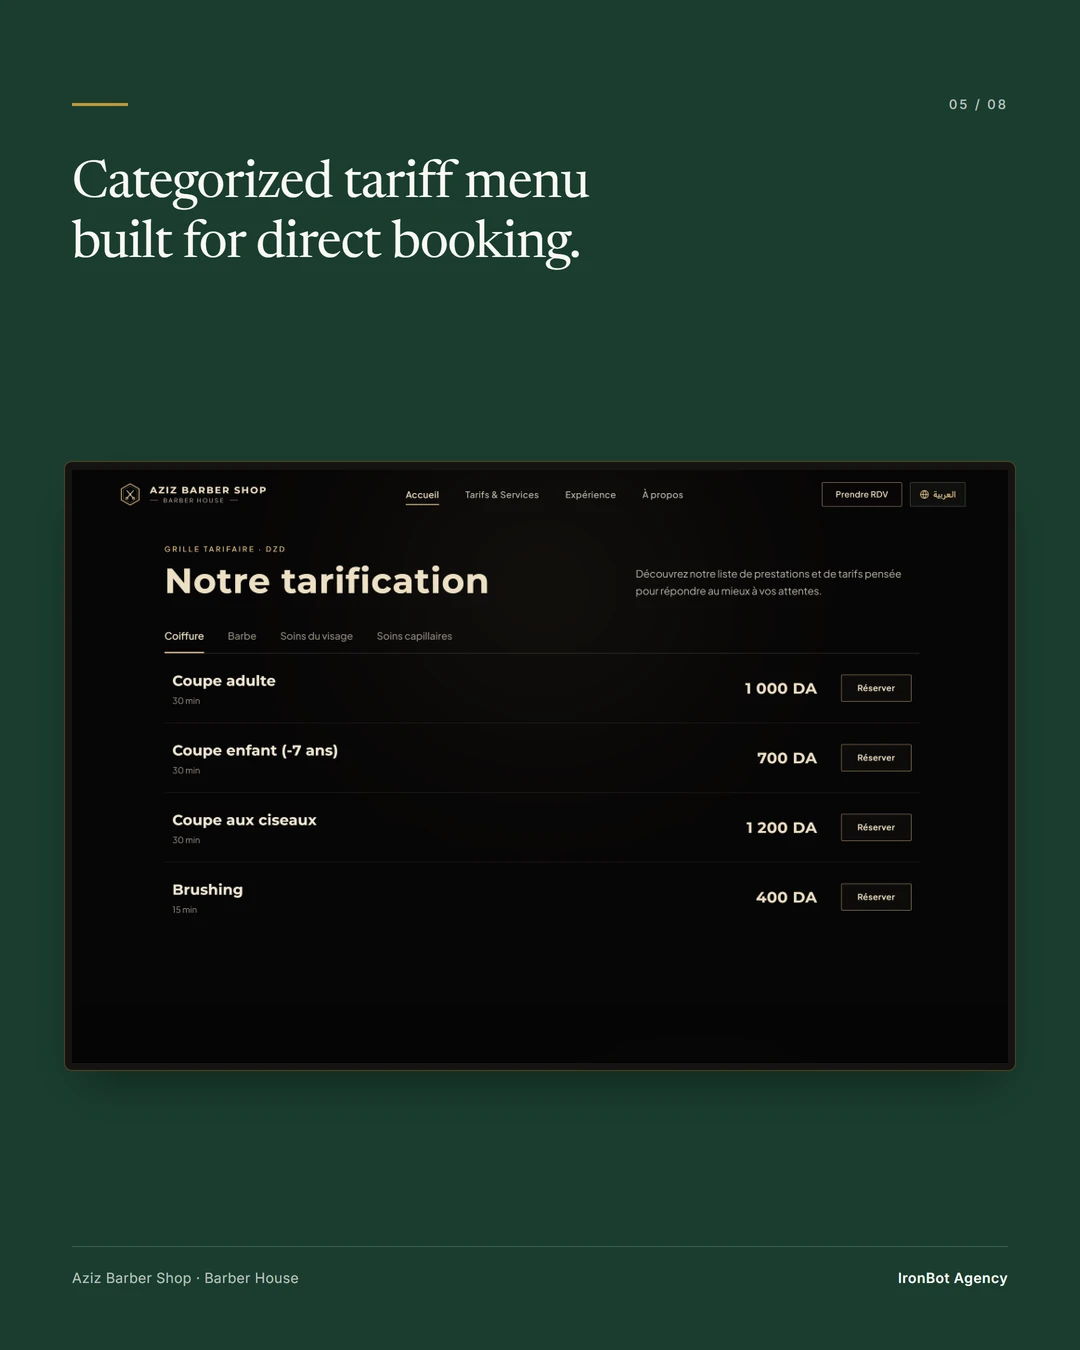 05 / 08
Categorized tariff menu
built for direct booking.
AZIZ BARBER SHOP
— BARBER HOUSE —
Accueil
Tarifs & Services
Expérience
À propos
Prendre RDV
العربية
GRILLE TARIFAIRE · DZD
Notre tarification
Découvrez notre liste de prestations et de tarifs pensée
pour répondre au mieux à vos attentes.
Coiffure
Barbe
Soins du visage
Soins capillaires
Coupe adulte
30 min
1 000 DA
Réserver
Coupe enfant (-7 ans)
30 min
700 DA
Réserver
Coupe aux ciseaux
30 min
1 200 DA
Réserver
Brushing
15 min
400 DA
Réserver
Aziz Barber Shop · Barber House
IronBot Agency